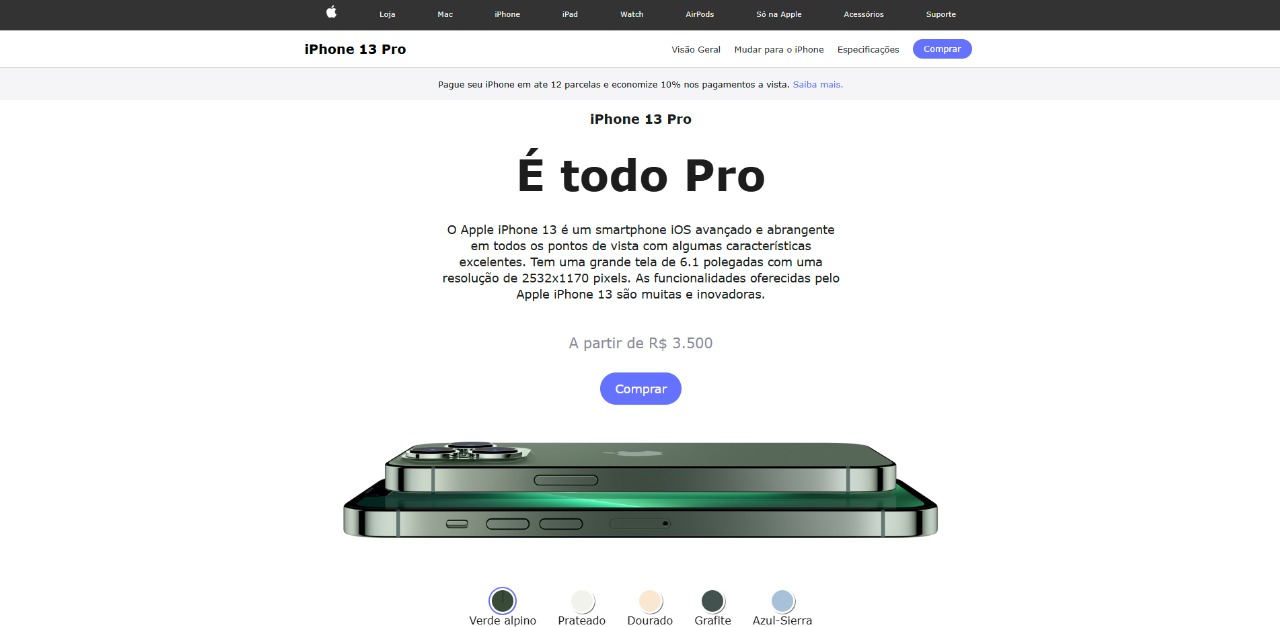 Loja Mac iPhone iPad Watch AirPods Só na Apple Acessórios Suporte
iPhone 13 Pro Visão Geral Mudar para o iPhone Especificações Comprar
Pague seu iPhone em ate 12 parcelas e economize 10% nos pagamentos a vista. Saiba mais.
iPhone 13 Pro
É todo Pro
O Apple iPhone 13 é um smartphone iOS avançado e abrangente
em todos os pontos de vista com algumas características
excelentes. Tem uma grande tela de 6.1 polegadas com uma
resolução de 2532x1170 pixels. As funcionalidades oferecidas pelo
Apple iPhone 13 são muitas e inovadoras.
A partir de R$ 3.500
Comprar
Verde alpino Prateado Dourado Grafite Azul-Sierra